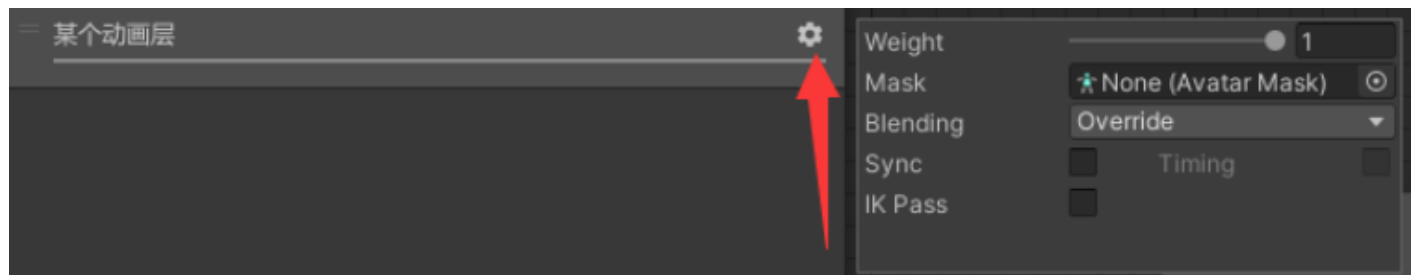 某个动画层
Weight 1
Mask None (Avatar Mask)
Blending Override
Sync Timing
IK Pass